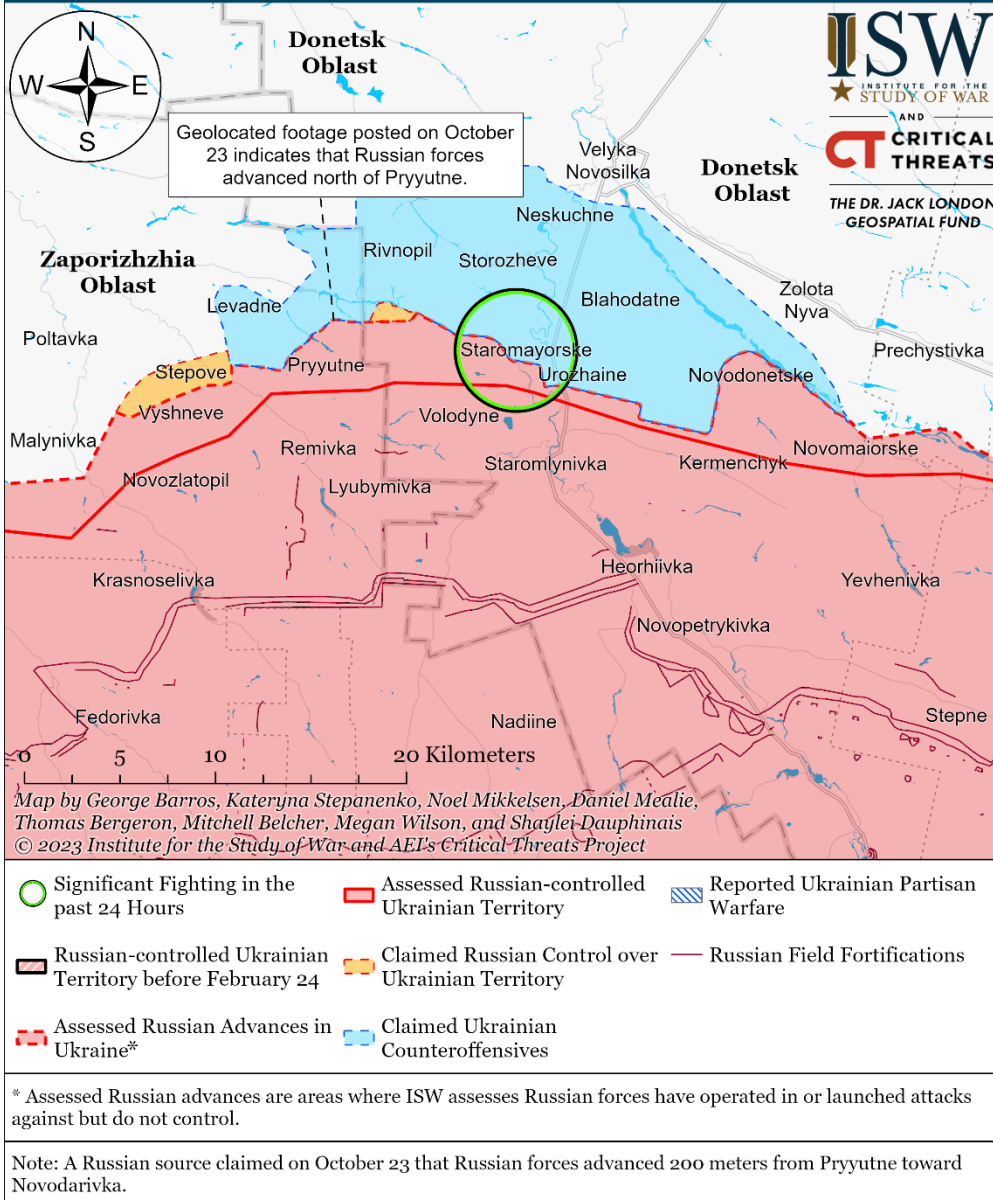 N
W
E
S
Donetsk
Oblast
ISW
INSTITUTE FOR THE
STUDY OF WAR
AND
CT CRITICAL
THREATS
THE DR. JACK LONDON
GEOSPATIAL FUND
Geolocated footage posted on October
23 indicates that Russian forces
advanced north of Pryyutne.
Velyka
Novosilka
Donetsk
Oblast
Neskuchne
Rivnopil
Storozheve
Zaporizhzhia
Oblast
Levadne
Blahodatne
Zolota
Nyva
Poltavka
Prechystivka
Staromayorske
Pryyutne
Stepove
Urozhaine
Novodonetske
Vyshneve
Volodyne
Malynivka
Remivka
Novomaiorske
Staromlynivka
Kermenchyk
Novozlatopil
Lyubymivka
Heorhiivka
Krasnoselivka
Yevhenivka
Novopetrykivka
Fedorivka
Nadiine
Stepne
0 5 10 20 Kilometers
Map by George Barros, Kateryna Stepanenko, Noel Mikkelsen, Daniel Mealie,
Thomas Bergeron, Mitchell Belcher, Megan Wilson, and Shaylei Dauphinais
© 2023 Institute for the Study of War and AEI's Critical Threats Project
Significant Fighting in the
past 24 Hours
Assessed Russian-controlled
Ukrainian Territory
Reported Ukrainian Partisan
Warfare
Russian-controlled Ukrainian
Territory before February 24
Claimed Russian Control over
Ukrainian Territory
Russian Field Fortifications
Assessed Russian Advances in
Ukraine*
Claimed Ukrainian
Counteroffensives
* Assessed Russian advances are areas where ISW assesses Russian forces have operated in or launched attacks
against but do not control.
Note: A Russian source claimed on October 23 that Russian forces advanced 200 meters from Pryyutne toward
Novodarivka.